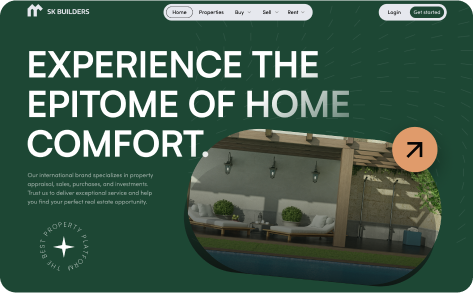 SK BUILDERS
Home Properties Buy Sell Rent
Login Get started
EXPERIENCE THE
EPITOME OF HOME
COMFORT.
Our international brand specializes in property
appraisal, sales, purchases, and investments.
Trust us to deliver exceptional service and help
you find your perfect real estate opportunity.
THE BEST PROPERTY PLATFORM